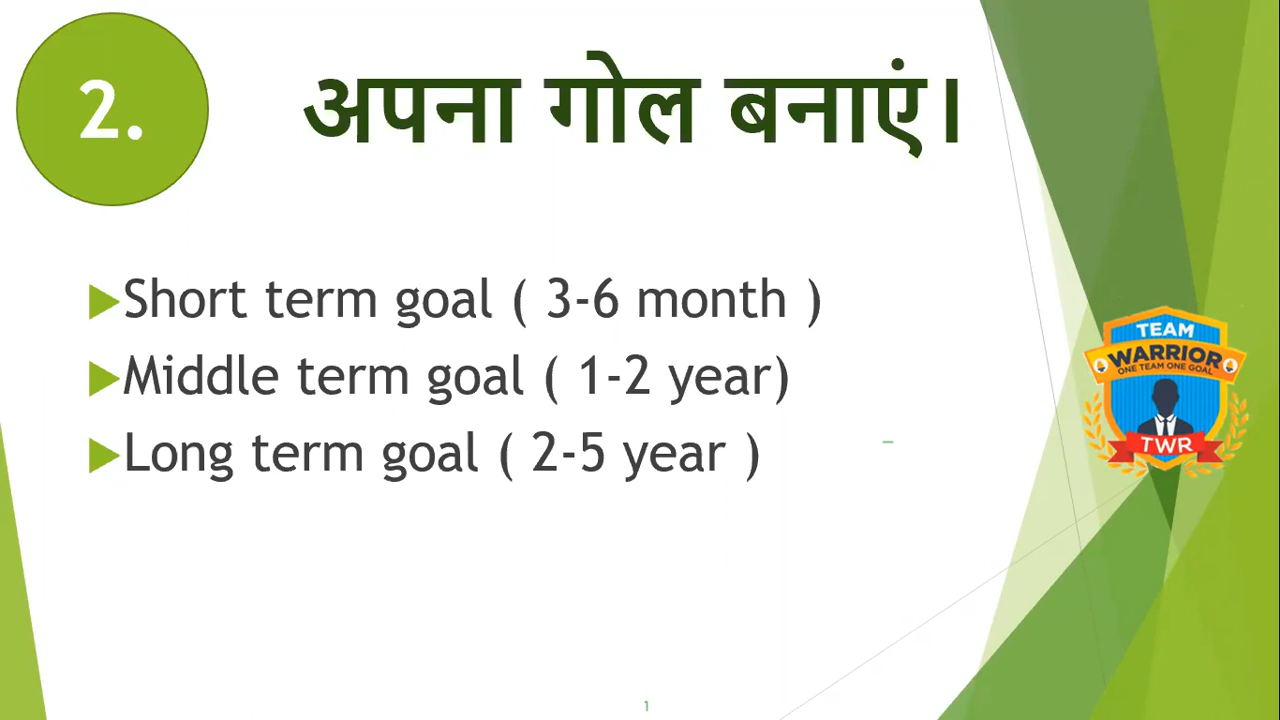 2.
अपना गोल बनाएं।
Short term goal ( 3-6 month )
Middle term goal ( 1-2 year)
Long term goal ( 2-5 year )
TEAM
WARRIOR
ONE TEAM ONE GOAL
TWR
1